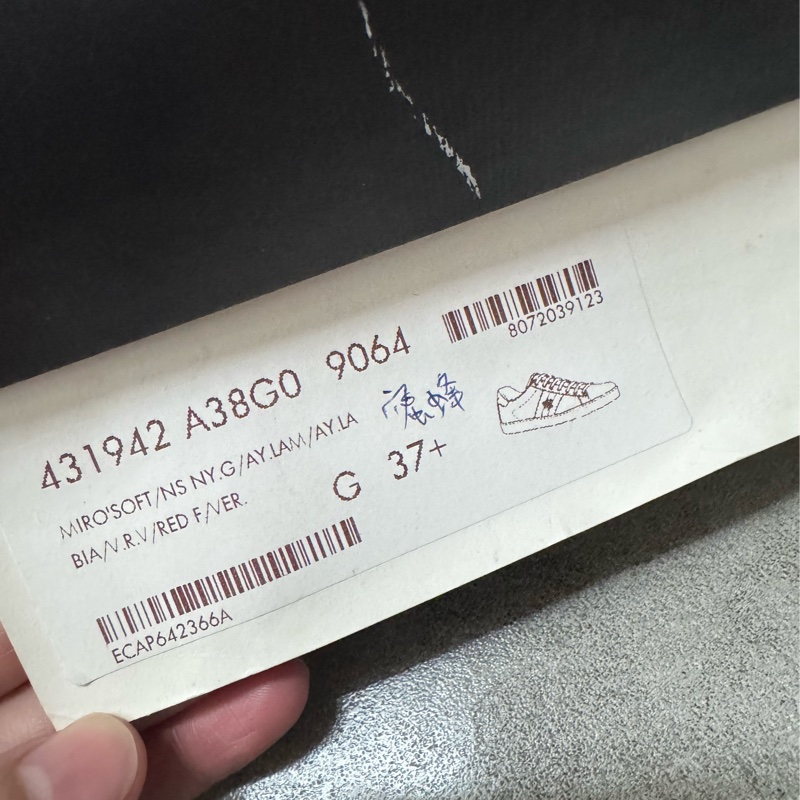 431942 A38G0 9064
8072039123
MIRO'SOFT/NS NY.G/AY.LAM/AY.LA
BIA/V.R.V/RED F/VER.
G 37+
蜜蜂
ECAP642366A